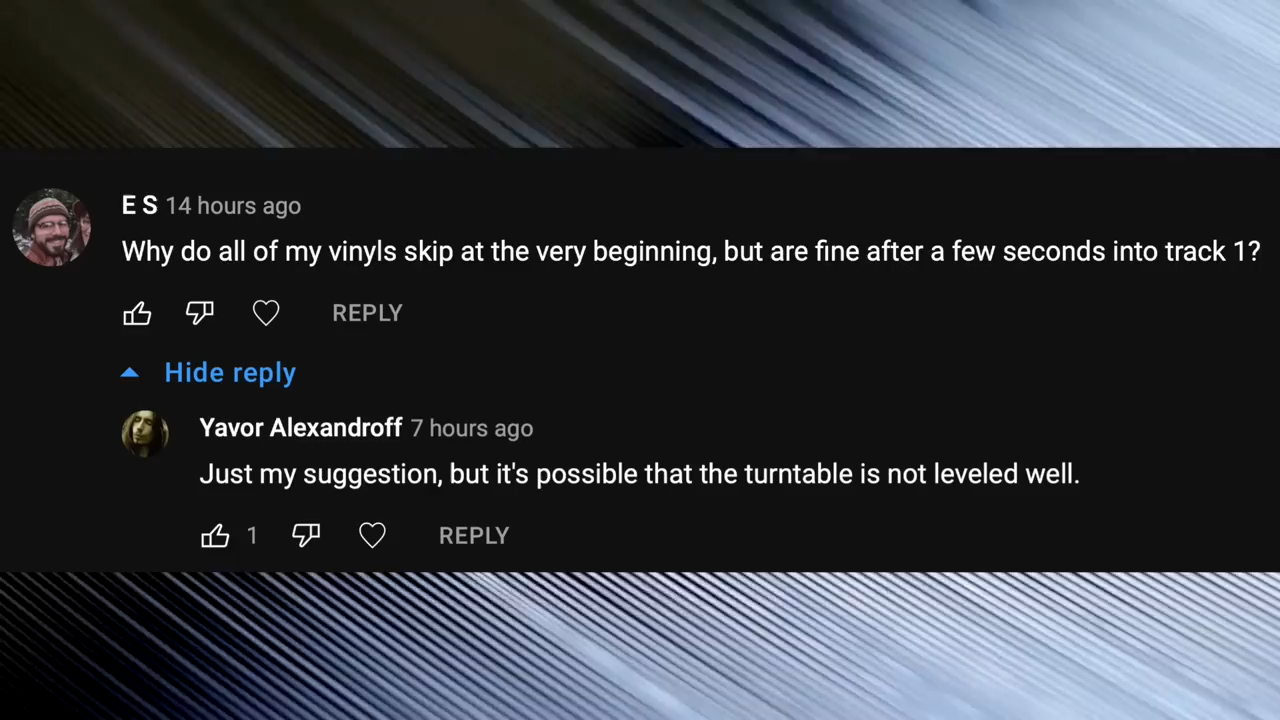 E S 14 hours ago
Why do all of my vinyls skip at the very beginning, but are fine after a few seconds into track 1?
REPLY
Hide reply
Yavor Alexandroff 7 hours ago
Just my suggestion, but it's possible that the turntable is not leveled well.
1 REPLY